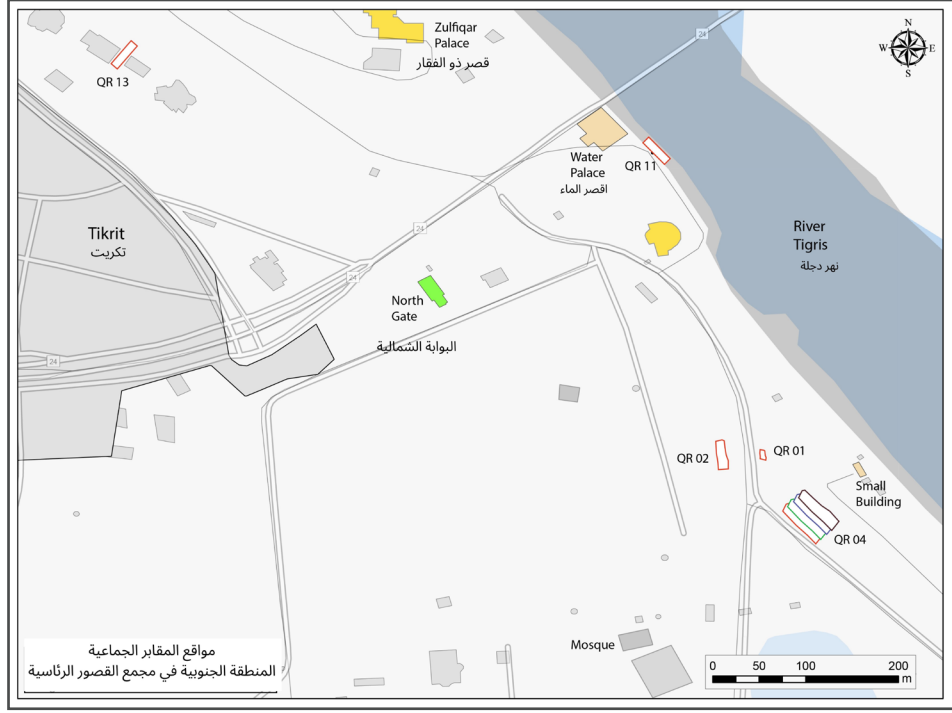 Zulfiqar
Palace
قصر ذو الفقار
24
N
W E
S
QR 13
Water
Palace
اقصر الماء
QR 11
Tikrit
تكريت
24
River
Tigris
نهر دجلة
24
North
Gate
البوابة الشمالية
24
QR 02
QR 01
Small
Building
QR 04
Mosque
مواقع المقابر الجماعية
المنطقة الجنوبية في مجمع القصور الرئاسية
0 50 100 200
m